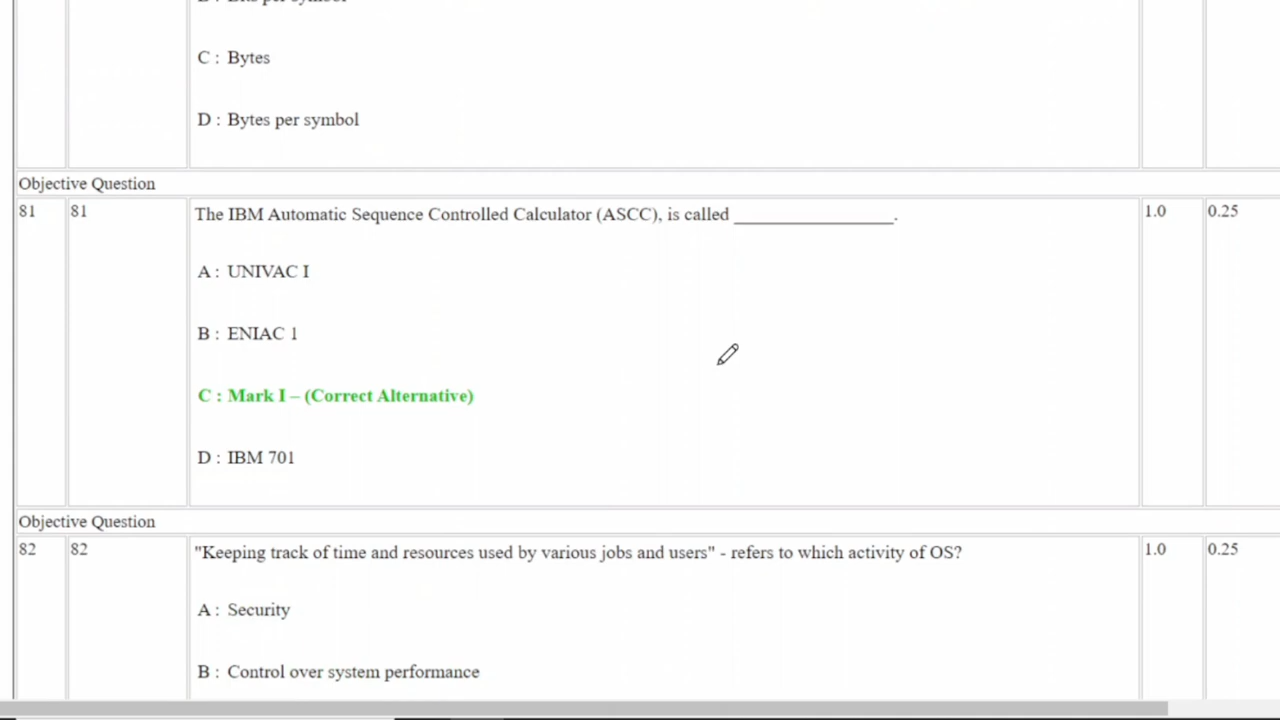 C : Bytes
D : Bytes per symbol
Objective Question
81 81 The IBM Automatic Sequence Controlled Calculator (ASCC), is called _________________. 1.0 0.25
A : UNIVAC I
B : ENIAC 1
C : Mark I – (Correct Alternative)
D : IBM 701
Objective Question
82 82 "Keeping track of time and resources used by various jobs and users" - refers to which activity of OS? 1.0 0.25
A : Security
B : Control over system performance